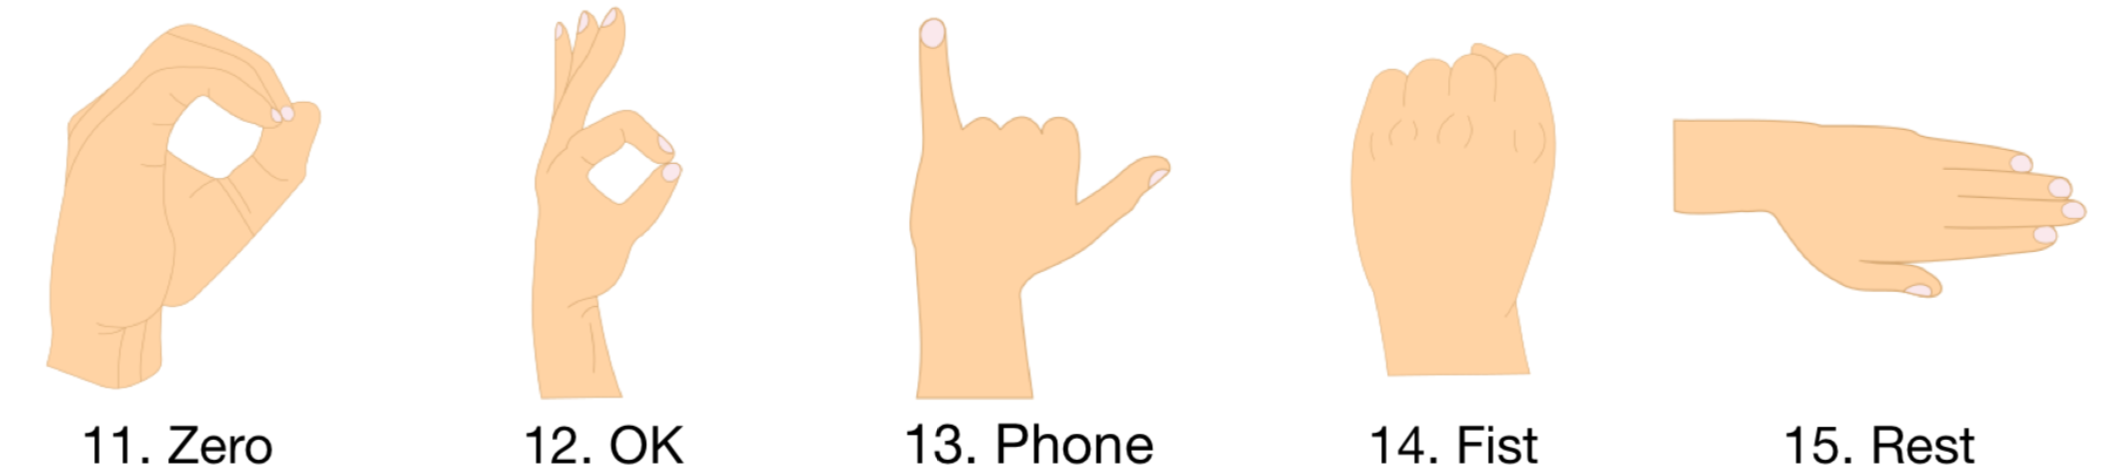 11. Zero
12. OK
13. Phone
14. Fist
15. Rest